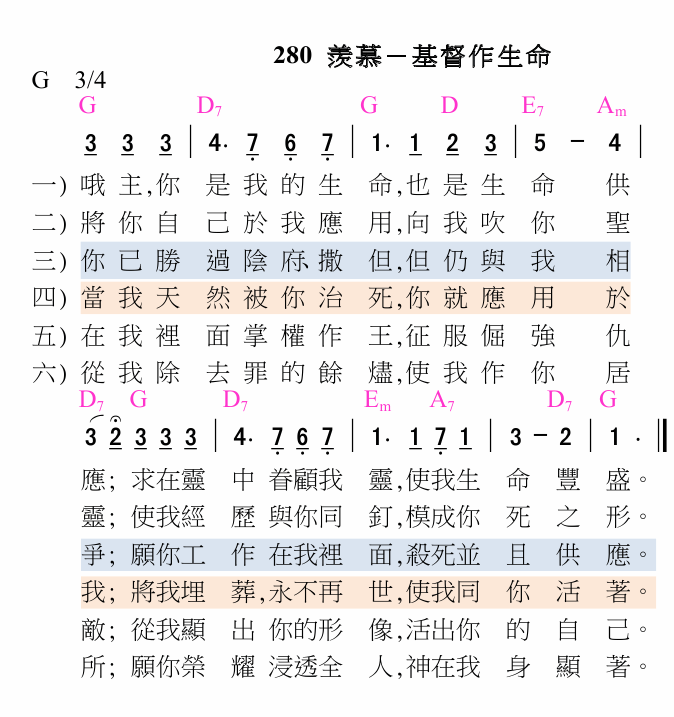 280 羨慕－基督作生命
G 3/4
G D7 G D E7 Am
3 3 3 | 4. 7 6 7 | 1. 1 2 3 | 5 － 4 |
一) 哦主,你 是我的生 命,也是生 命 供
二) 將你自 己於我應 用,向我吹 你 聖
三) 你已勝 過陰府、撒 但,但仍與 我 相
四) 當我天 然被你治 死,你就應 用 於
五) 在我裡 面掌權作 王,征服倔 強 仇
六) 從我除 去罪的餘 燼,使我作 你 居
D7 G D7 Em A7 D7 G
3 2 3 3 3 | 4. 7 6 7 | 1. 1 7 1 | 3 － 2 | 1 . ||
應; 求在靈 中 眷顧我 靈,使我生 命 豐 盛。
靈; 使我經 歷 與你同 釘,模成你 死 之 形。
爭; 願你工 作 在我裡 面,殺死並 且 供 應。
我; 將我埋 葬,永不再 世,使我同 你 活 著。
敵; 從我顯 出 你的形 像,活出你 的 自 己。
所; 願你榮 耀 浸透全 人,神在我 身 顯 著。